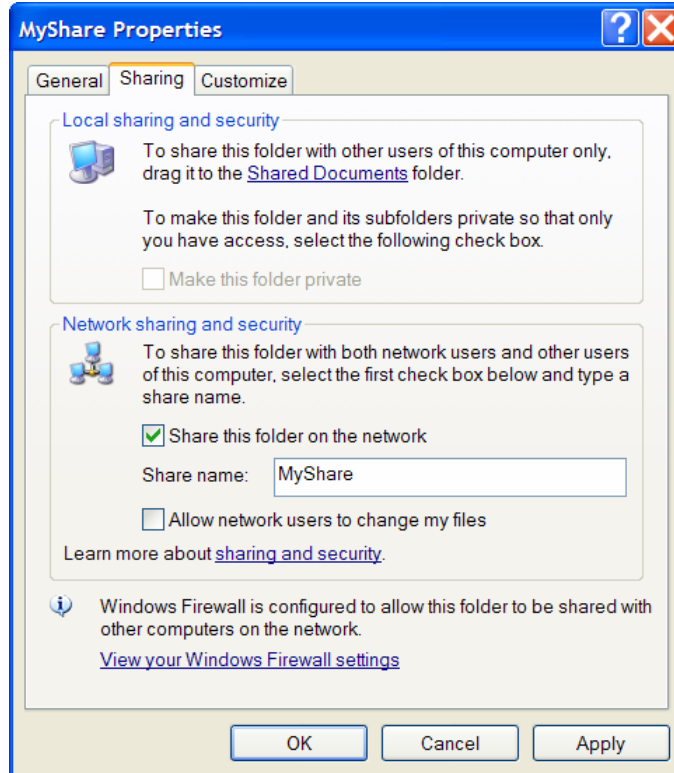 MyShare Properties
General
Sharing
Customize
Local sharing and security
To share this folder with other users of this computer only,
drag it to the Shared Documents folder.
To make this folder and its subfolders private so that only
you have access, select the following check box.
Make this folder private
Network sharing and security
To share this folder with both network users and other users
of this computer, select the first check box below and type a
share name.
Share this folder on the network
Share name: MyShare
Allow network users to change my files
Learn more about sharing and security.
Windows Firewall is configured to allow this folder to be shared with
other computers on the network.
View your Windows Firewall settings
OK
Cancel
Apply